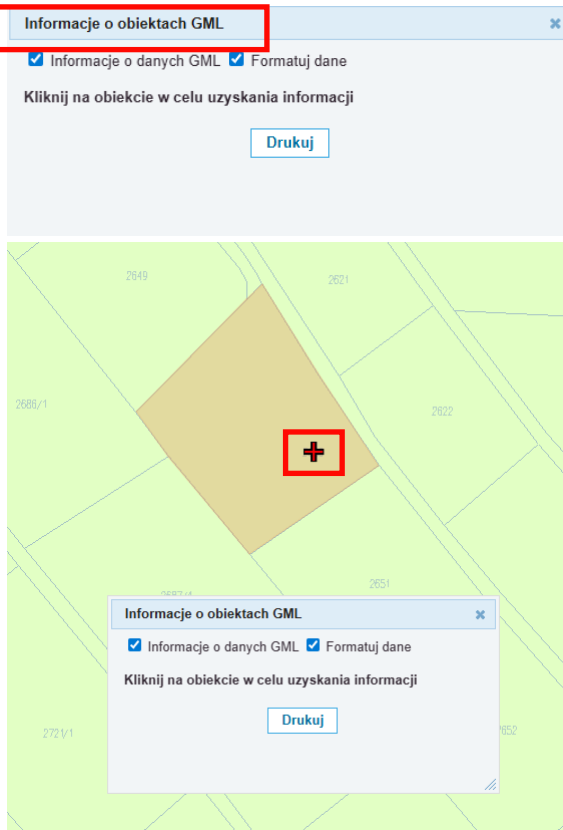 Informacje o obiektach GML
Informacje o danych GML Formatuj dane
Kliknij na obiekcie w celu uzyskania informacji
Drukuj
2649
2621
2686/1
2622
2651
Informacje o obiektach GML
Informacje o danych GML Formatuj dane
Kliknij na obiekcie w celu uzyskania informacji
Drukuj
2721/1